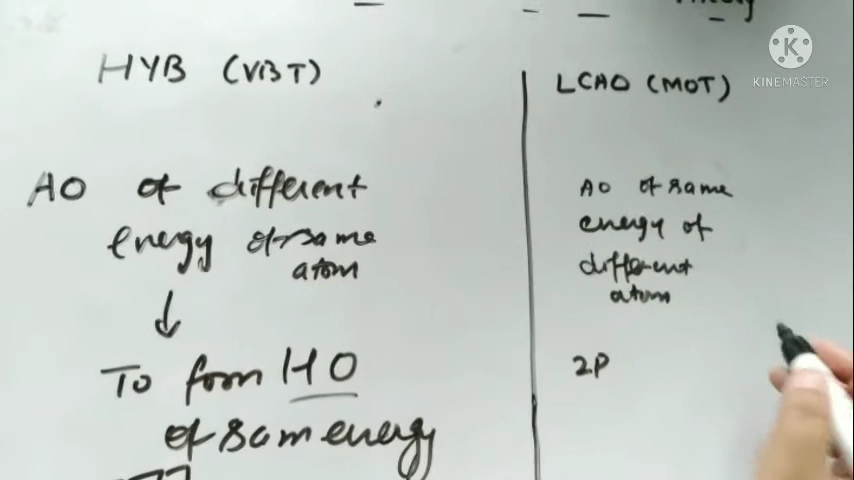 HYB (VBT)
AO of different
energy of same
atom
↓
To form HO
of sam energy
LCAO (MOT)
AO of same
energy of
different
atom
2P
K
KINEMASTER